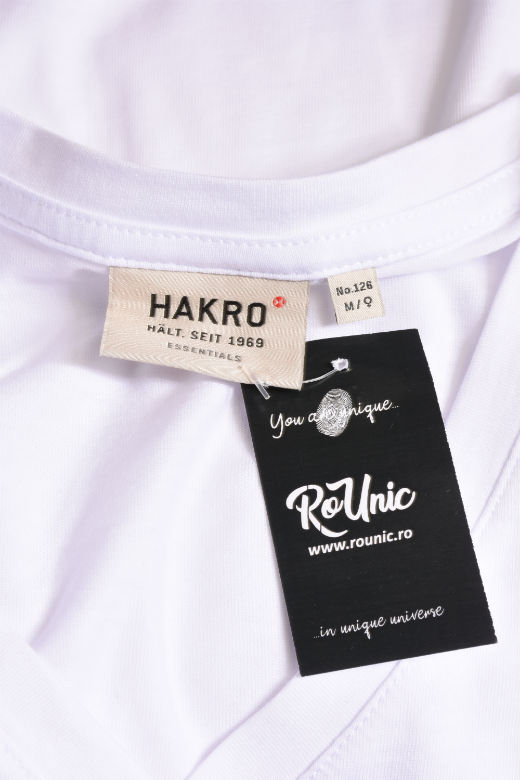 HAKRO
HÄLT. SEIT 1969
ESSENTIALS
No.126
M/♀
You are unique...
RoUnic
www.rounic.ro
...in unique universe